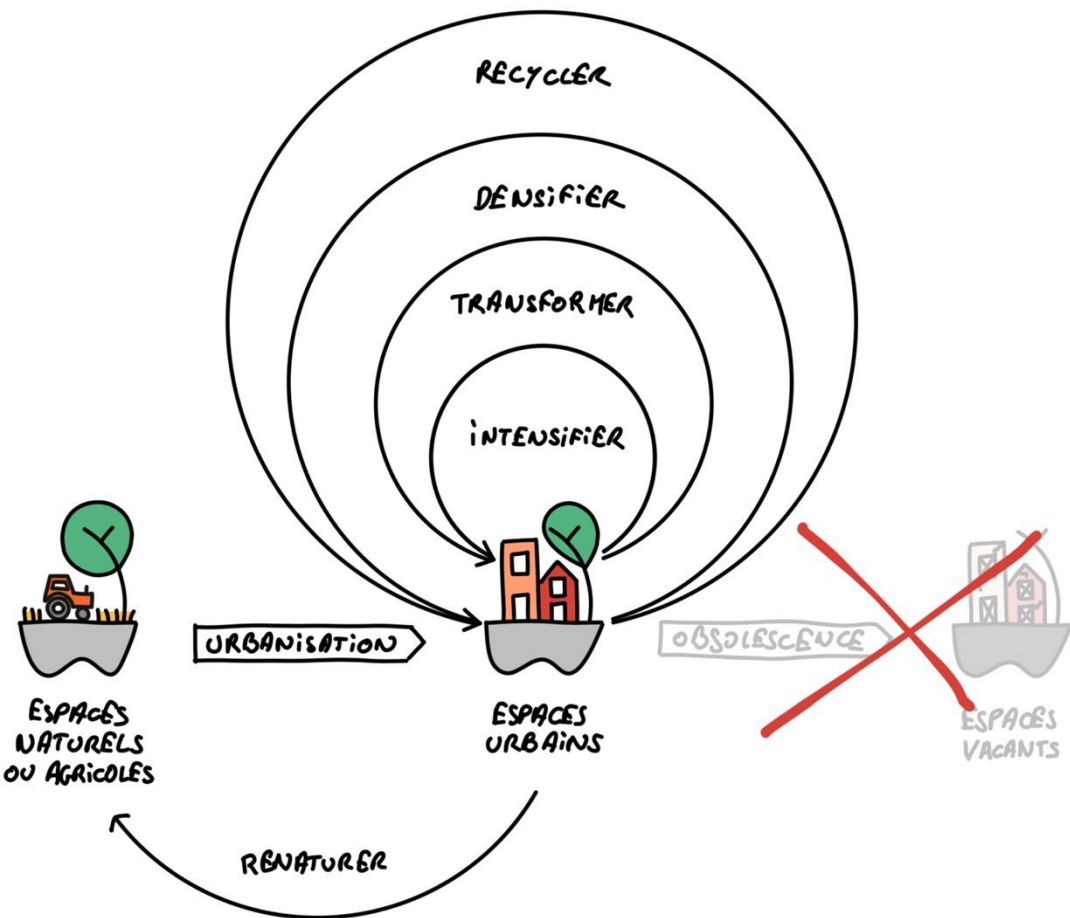 RECYCLER
DENSiFiER
TRANSFORMER
iNTENSiFiER
URBANISATION
OBSOLESCENCE
ESPACES
NATURELS
OU AGRiCOLES
ESPACES
URBAiNS
ESPACES
VACANTS
RENATURER